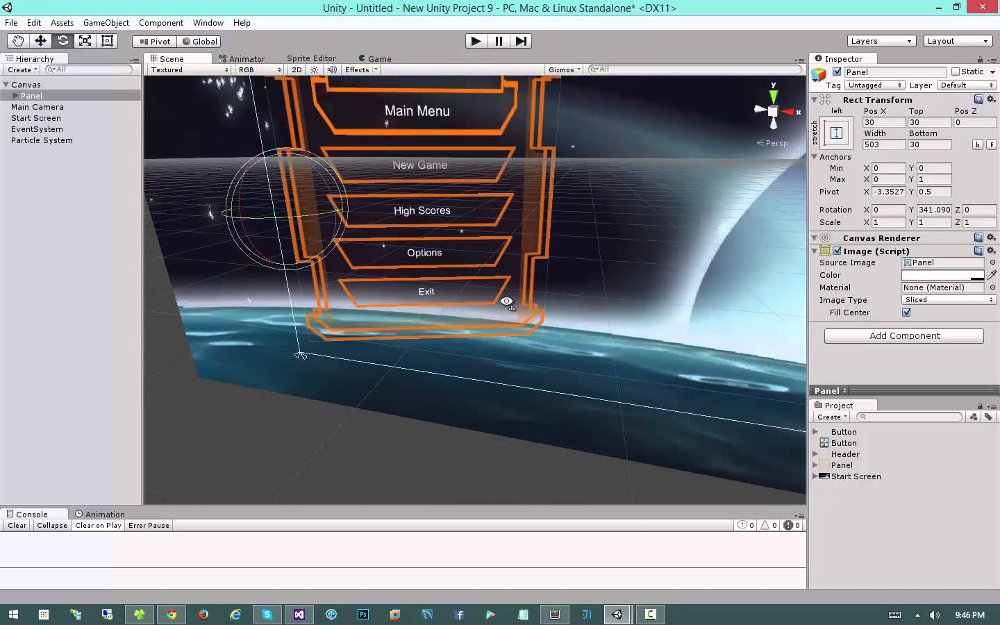 Unity - Untitled - New Unity Project 9 - PC, Mac & Linux Standalone* <DX11>
File Edit Assets GameObject Component Window Help
Pivot Global Layers Layout
Hierarchy
Create All
Canvas
Panel
Main Camera
Start Screen
EventSystem
Particle System
Scene Animator Sprite Editor Game
Textured RGB 2D Effects Gizmos All
y
x
Persp
Main Menu
New Game
High Scores
Options
Exit
Inspector
Panel Static
Tag Untagged Layer Default
Rect Transform
left Pos X Top Pos Z
stretch 30 30 0
Width Bottom
503 30 b R
Anchors
Min X 0 Y 0
Max X 0 Y 1
Pivot X -3.3527 Y 0.5
Rotation X 0 Y 341.090 Z 0
Scale X 1 Y 1 Z 1
Canvas Renderer
Image (Script)
Source Image Panel
Color
Material None (Material)
Image Type Sliced
Fill Center
Add Component
Panel
Project
Create
Button
Button
Header
Panel
Start Screen
Console Animation
Clear Collapse Clear on Play Error Pause 0 0 0
Ps
9:46 PM